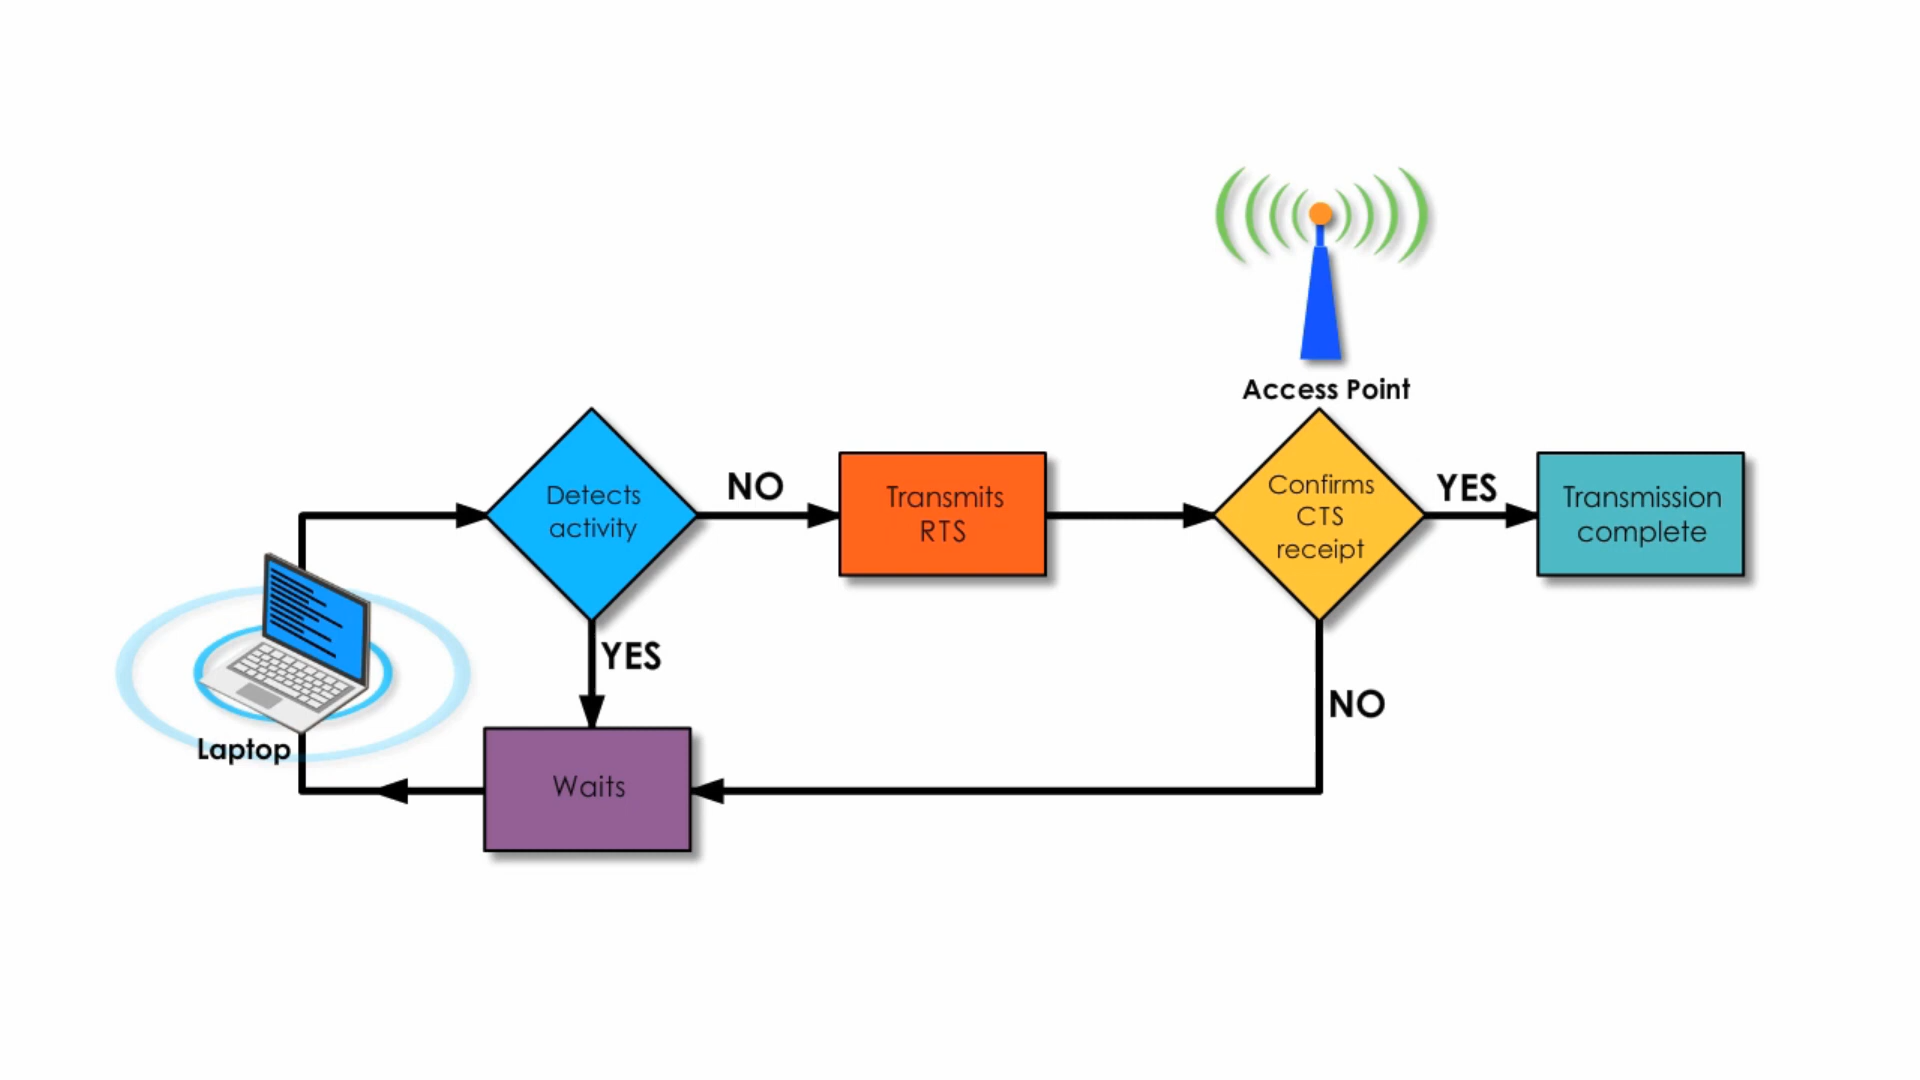 Access Point
Detects
activity
NO
Transmits
RTS
Confirms
CTS
receipt
YES
Transmission
complete
YES
NO
Laptop
Waits